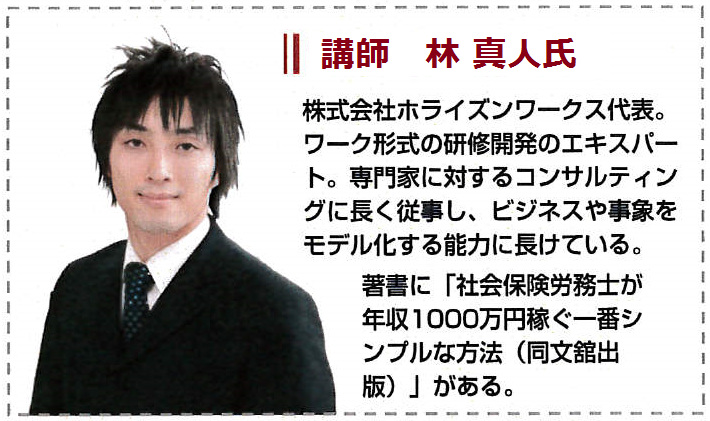 講師　林 真人氏
株式会社ホライズンワークス代表。
ワーク形式の研修開発のエキスパー
ト。専門家に対するコンサルティン
グに長く従事し、ビジネスや事象を
モデル化する能力に長けている。
著書に「社会保険労務士が
年収1000万円稼ぐ一番シ
ンプルな方法（同文舘出
版）」がある。